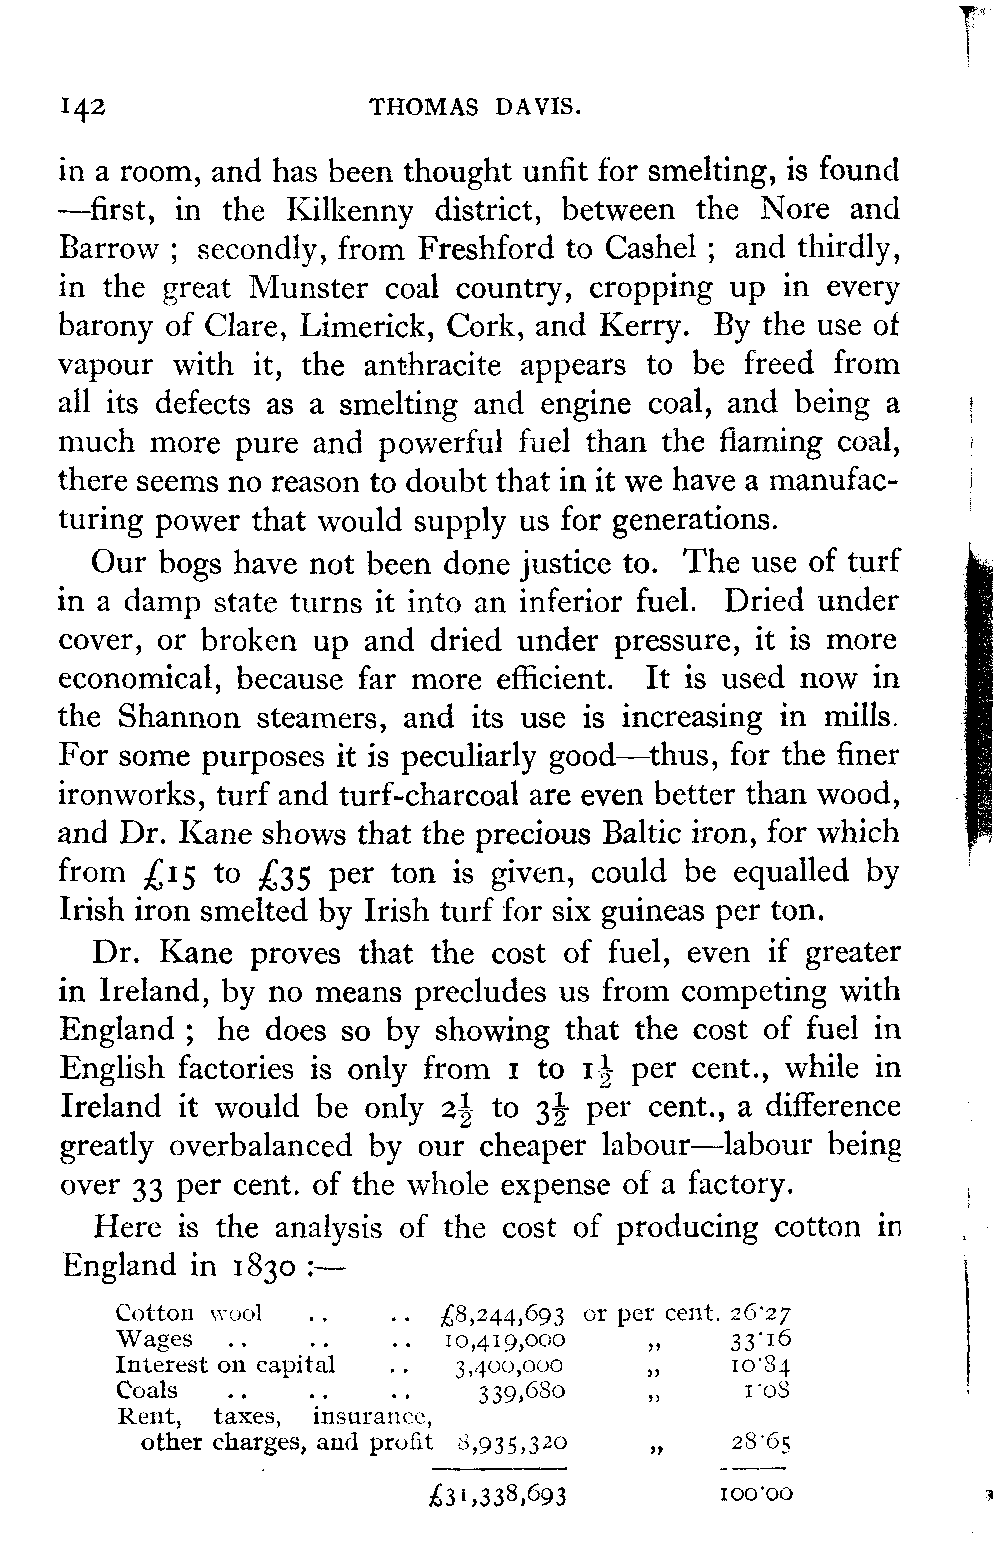 142 THOMAS DAVIS.
in a room, and has been thought unfit for smelting, is found
—first, in the Kilkenny district, between the Nore and
Barrow ; secondly, from Freshford to Cashel ; and thirdly,
in the great Munster coal country, cropping up in every
barony of Clare, Limerick, Cork, and Kerry. By the use of
vapour with it, the anthracite appears to be freed from
all its defects as a smelting and engine coal, and being a
much more pure and powerful fuel than the flaming coal,
there seems no reason to doubt that in it we have a manufac-
turing power that would supply us for generations.
Our bogs have not been done justice to. The use of turf
in a damp state turns it into an inferior fuel. Dried under
cover, or broken up and dried under pressure, it is more
economical, because far more efficient. It is used now in
the Shannon steamers, and its use is increasing in mills.
For some purposes it is peculiarly good—thus, for the finer
ironworks, turf and turf-charcoal are even better than wood,
and Dr. Kane shows that the precious Baltic iron, for which
from £15 to £35 per ton is given, could be equalled by
Irish iron smelted by Irish turf for six guineas per ton.
Dr. Kane proves that the cost of fuel, even if greater
in Ireland, by no means precludes us from competing with
England ; he does so by showing that the cost of fuel in
English factories is only from 1 to 1½ per cent., while in
Ireland it would be only 2½ to 3½ per cent., a difference
greatly overbalanced by our cheaper labour—labour being
over 33 per cent. of the whole expense of a factory.
Here is the analysis of the cost of producing cotton in
England in 1830 :—
Cotton wool .. .. £8,244,693 or per cent. 26·27
Wages .. .. .. 10,419,000 „ 33·16
Interest on capital .. 3,400,000 „ 10·84
Coals .. .. .. 339,680 „ 1·08
Rent, taxes, insurance,
other charges, and profit 8,935,320 „ 28·65
£31,338,693 100·00